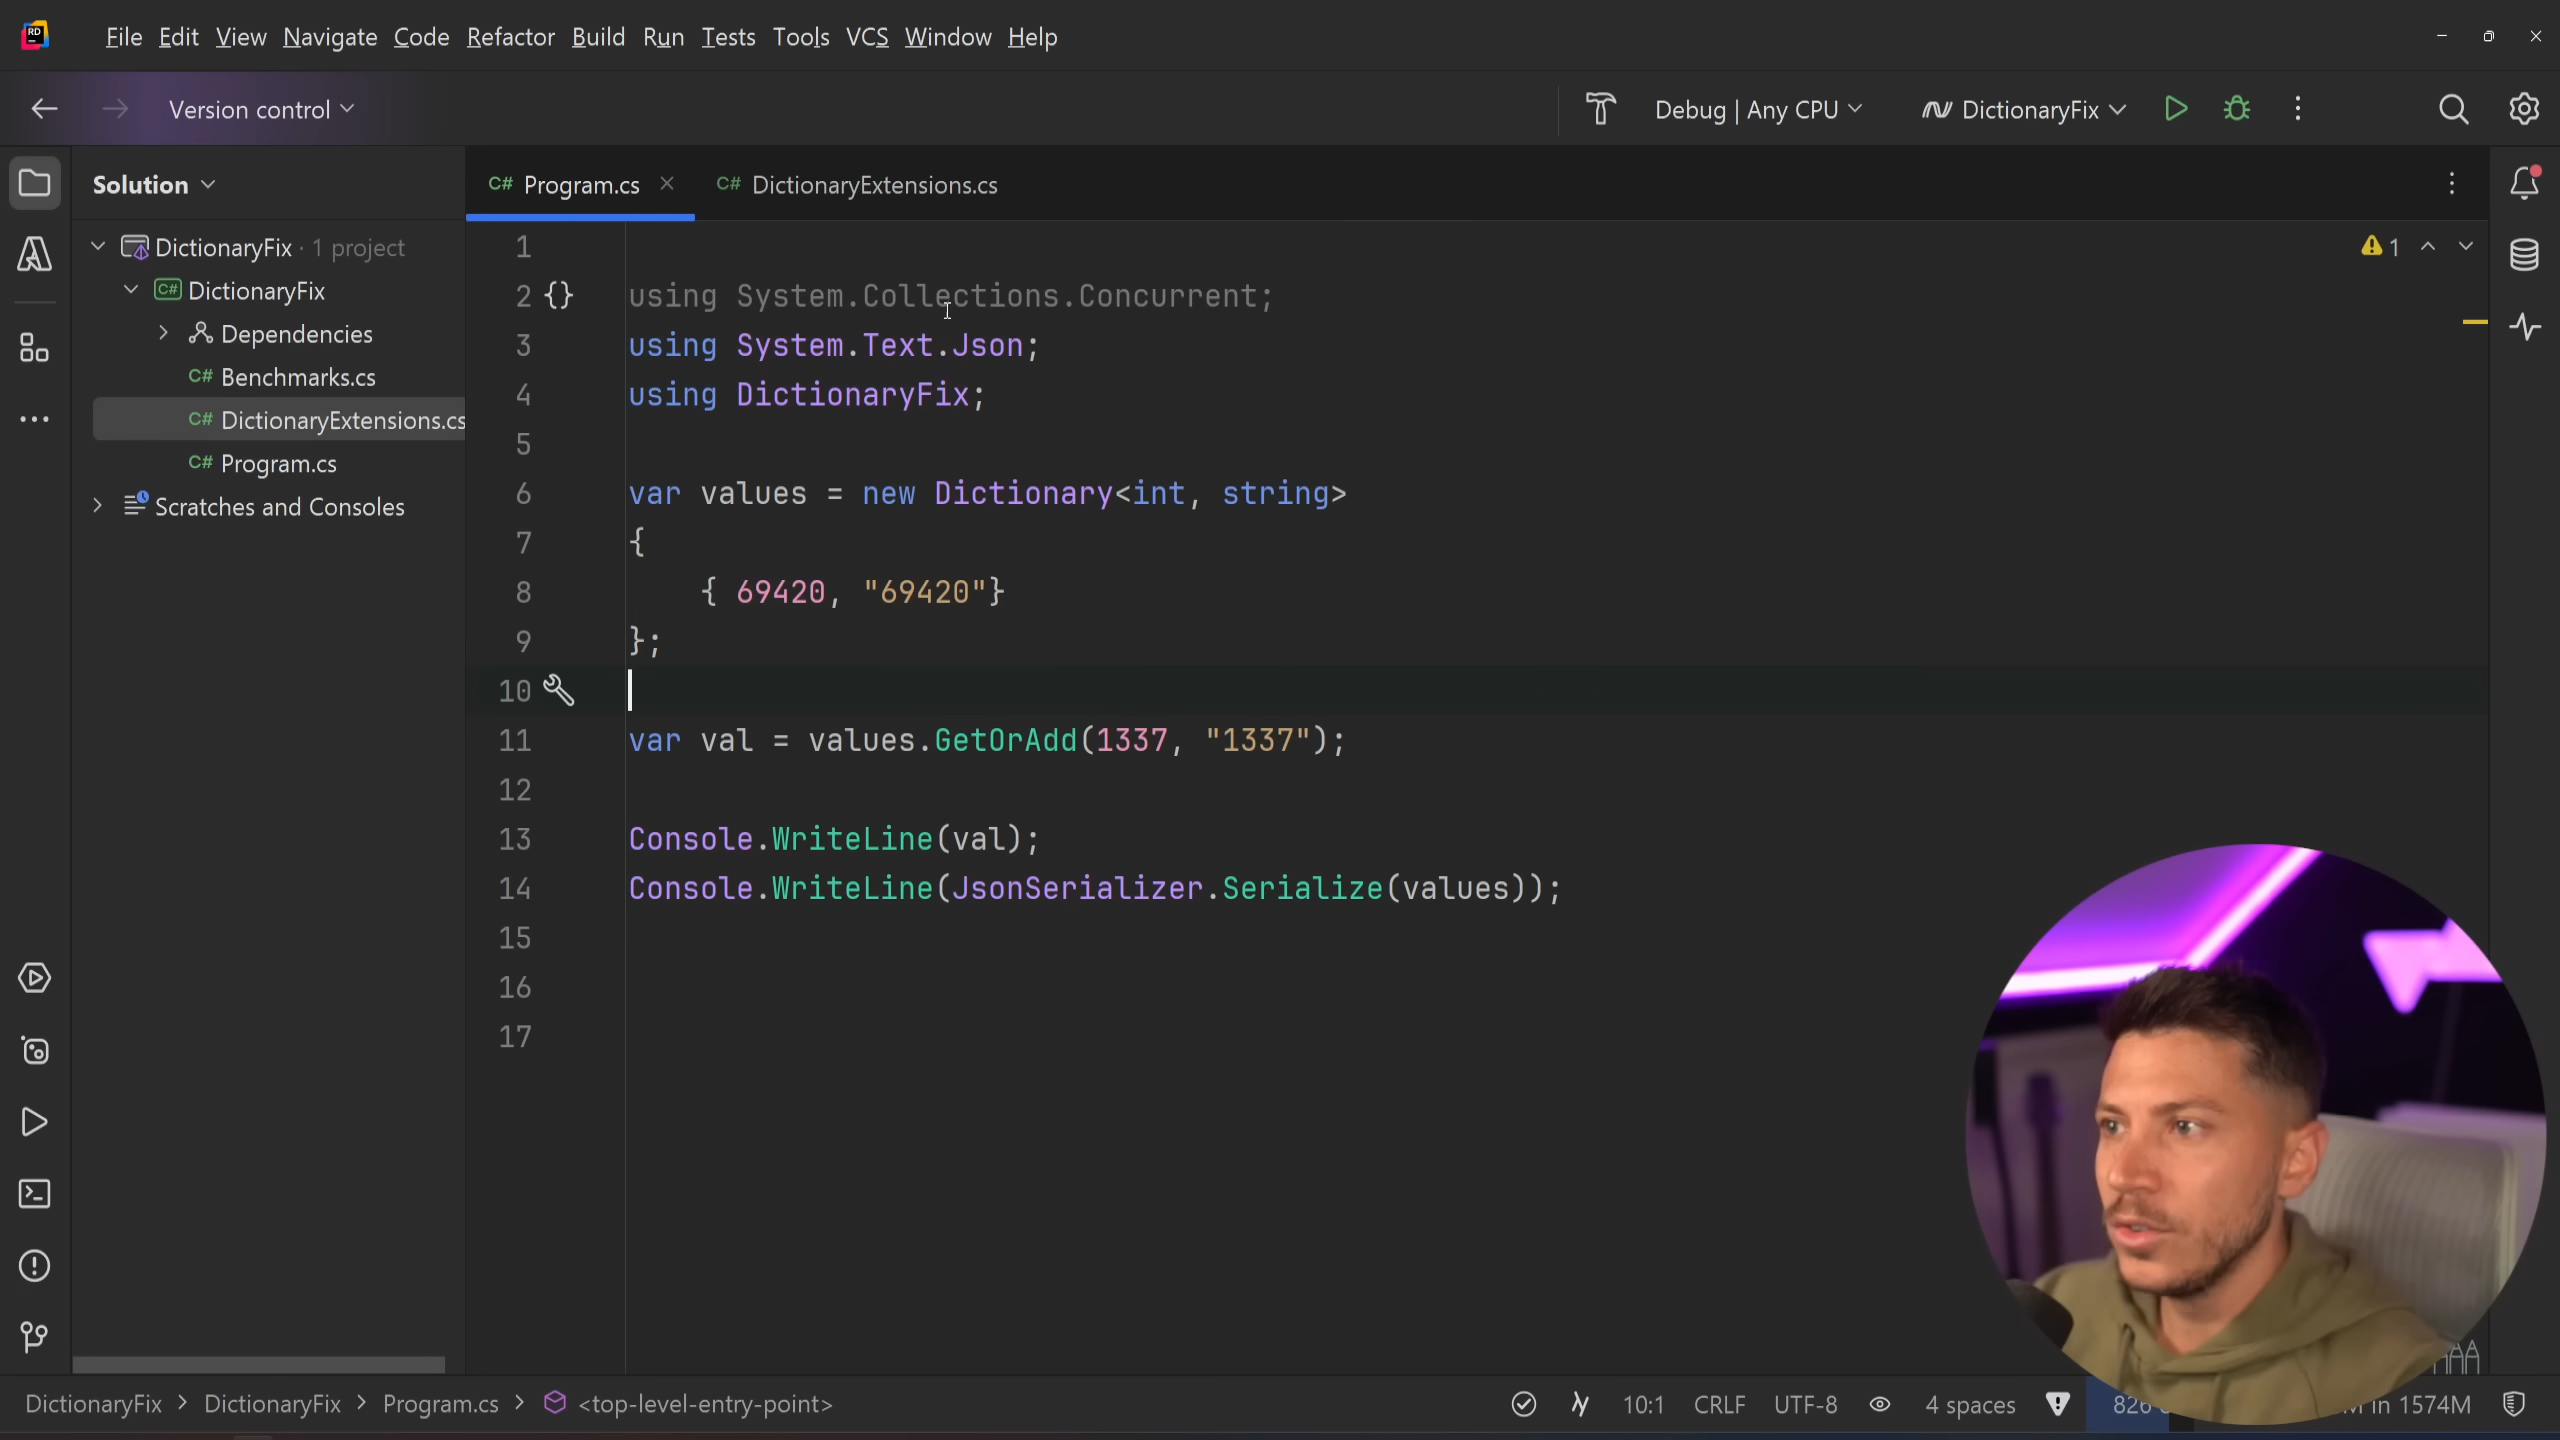 RD File Edit View Navigate Code Refactor Build Run Tests Tools VCS Window Help
Version control
Debug | Any CPU
DictionaryFix
Solution
DictionaryFix · 1 project
C# DictionaryFix
Dependencies
C# Benchmarks.cs
C# DictionaryExtensions.cs
C# Program.cs
Scratches and Consoles
C# Program.cs
C# DictionaryExtensions.cs
1
1
2 {} using System.Collections.Concurrent;
3 using System.Text.Json;
4 using DictionaryFix;
5
6 var values = new Dictionary<int, string>
7 {
8 { 69420, "69420"}
9 };
10
11 var val = values.GetOrAdd(1337, "1337");
12
13 Console.WriteLine(val);
14 Console.WriteLine(JsonSerializer.Serialize(values));
15
16
17
DictionaryFix > DictionaryFix > Program.cs > <top-level-entry-point>
10:1 CRLF UTF-8 4 spaces 826 in 1574M